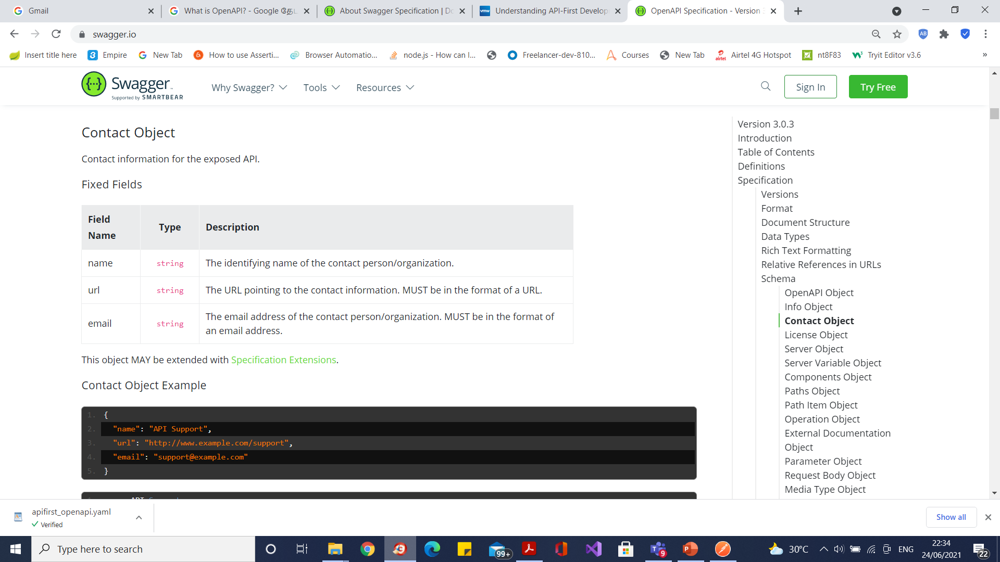 Gmail
What is OpenAPI? - Google
About Swagger Specification | Do
Understanding API-First Develop
OpenAPI Specification - Version
swagger.io
Insert title here
Empire
New Tab
How to use Asserti...
Browser Automatio...
node.js - How can I...
Freelancer-dev-810...
Courses
New Tab
Airtel 4G Hotspot
nt8F83
Tryit Editor v3.6
»
Swagger
Supported by SMARTBEAR
Why Swagger?
Tools
Resources
Sign In
Try Free
Contact Object
Contact information for the exposed API.
Fixed Fields
Field Name
Type
Description
name
string
The identifying name of the contact person/organization.
url
string
The URL pointing to the contact information. MUST be in the format of a URL.
email
string
The email address of the contact person/organization. MUST be in the format of
an email address.
This object MAY be extended with Specification Extensions.
Contact Object Example
1. {
2. "name": "API Support",
3. "url": "http://www.example.com/support",
4. "email": "support@example.com"
5. }
Version 3.0.3
Introduction
Table of Contents
Definitions
Specification
Versions
Format
Document Structure
Data Types
Rich Text Formatting
Relative References in URLs
Schema
OpenAPI Object
Info Object
Contact Object
License Object
Server Object
Server Variable Object
Components Object
Paths Object
Path Item Object
Operation Object
External Documentation
Object
Parameter Object
Request Body Object
Media Type Object
apifirst_openapi.yaml
Verified
Show all
Type here to search
99+
9
30°C
ENG
22:34
24/06/2021
22